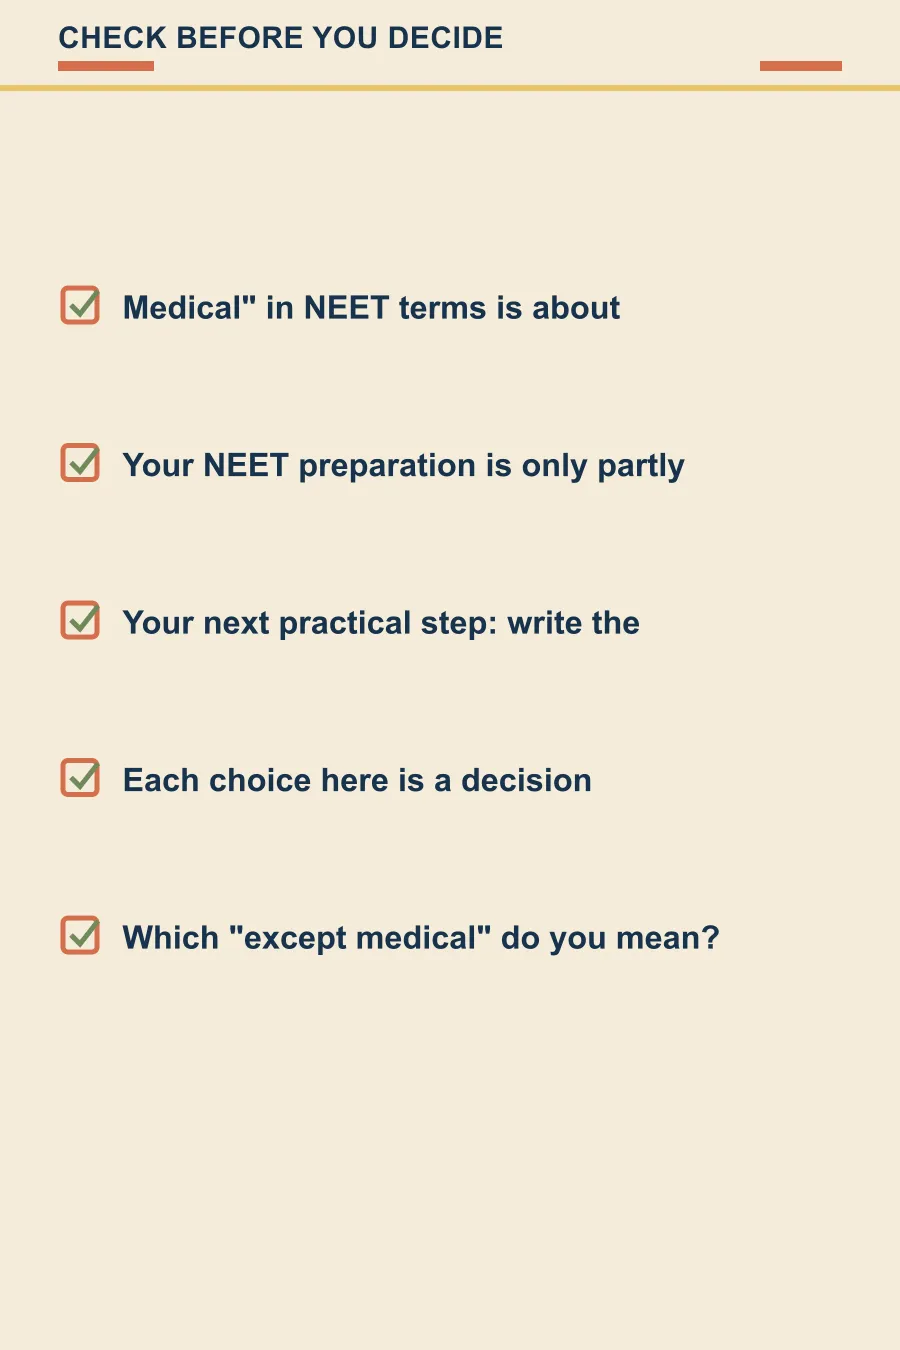 CHECK BEFORE YOU DECIDE
Medical" in NEET terms is about
Your NEET preparation is only partly
Your next practical step: write the
Each choice here is a decision
Which "except medical" do you mean?